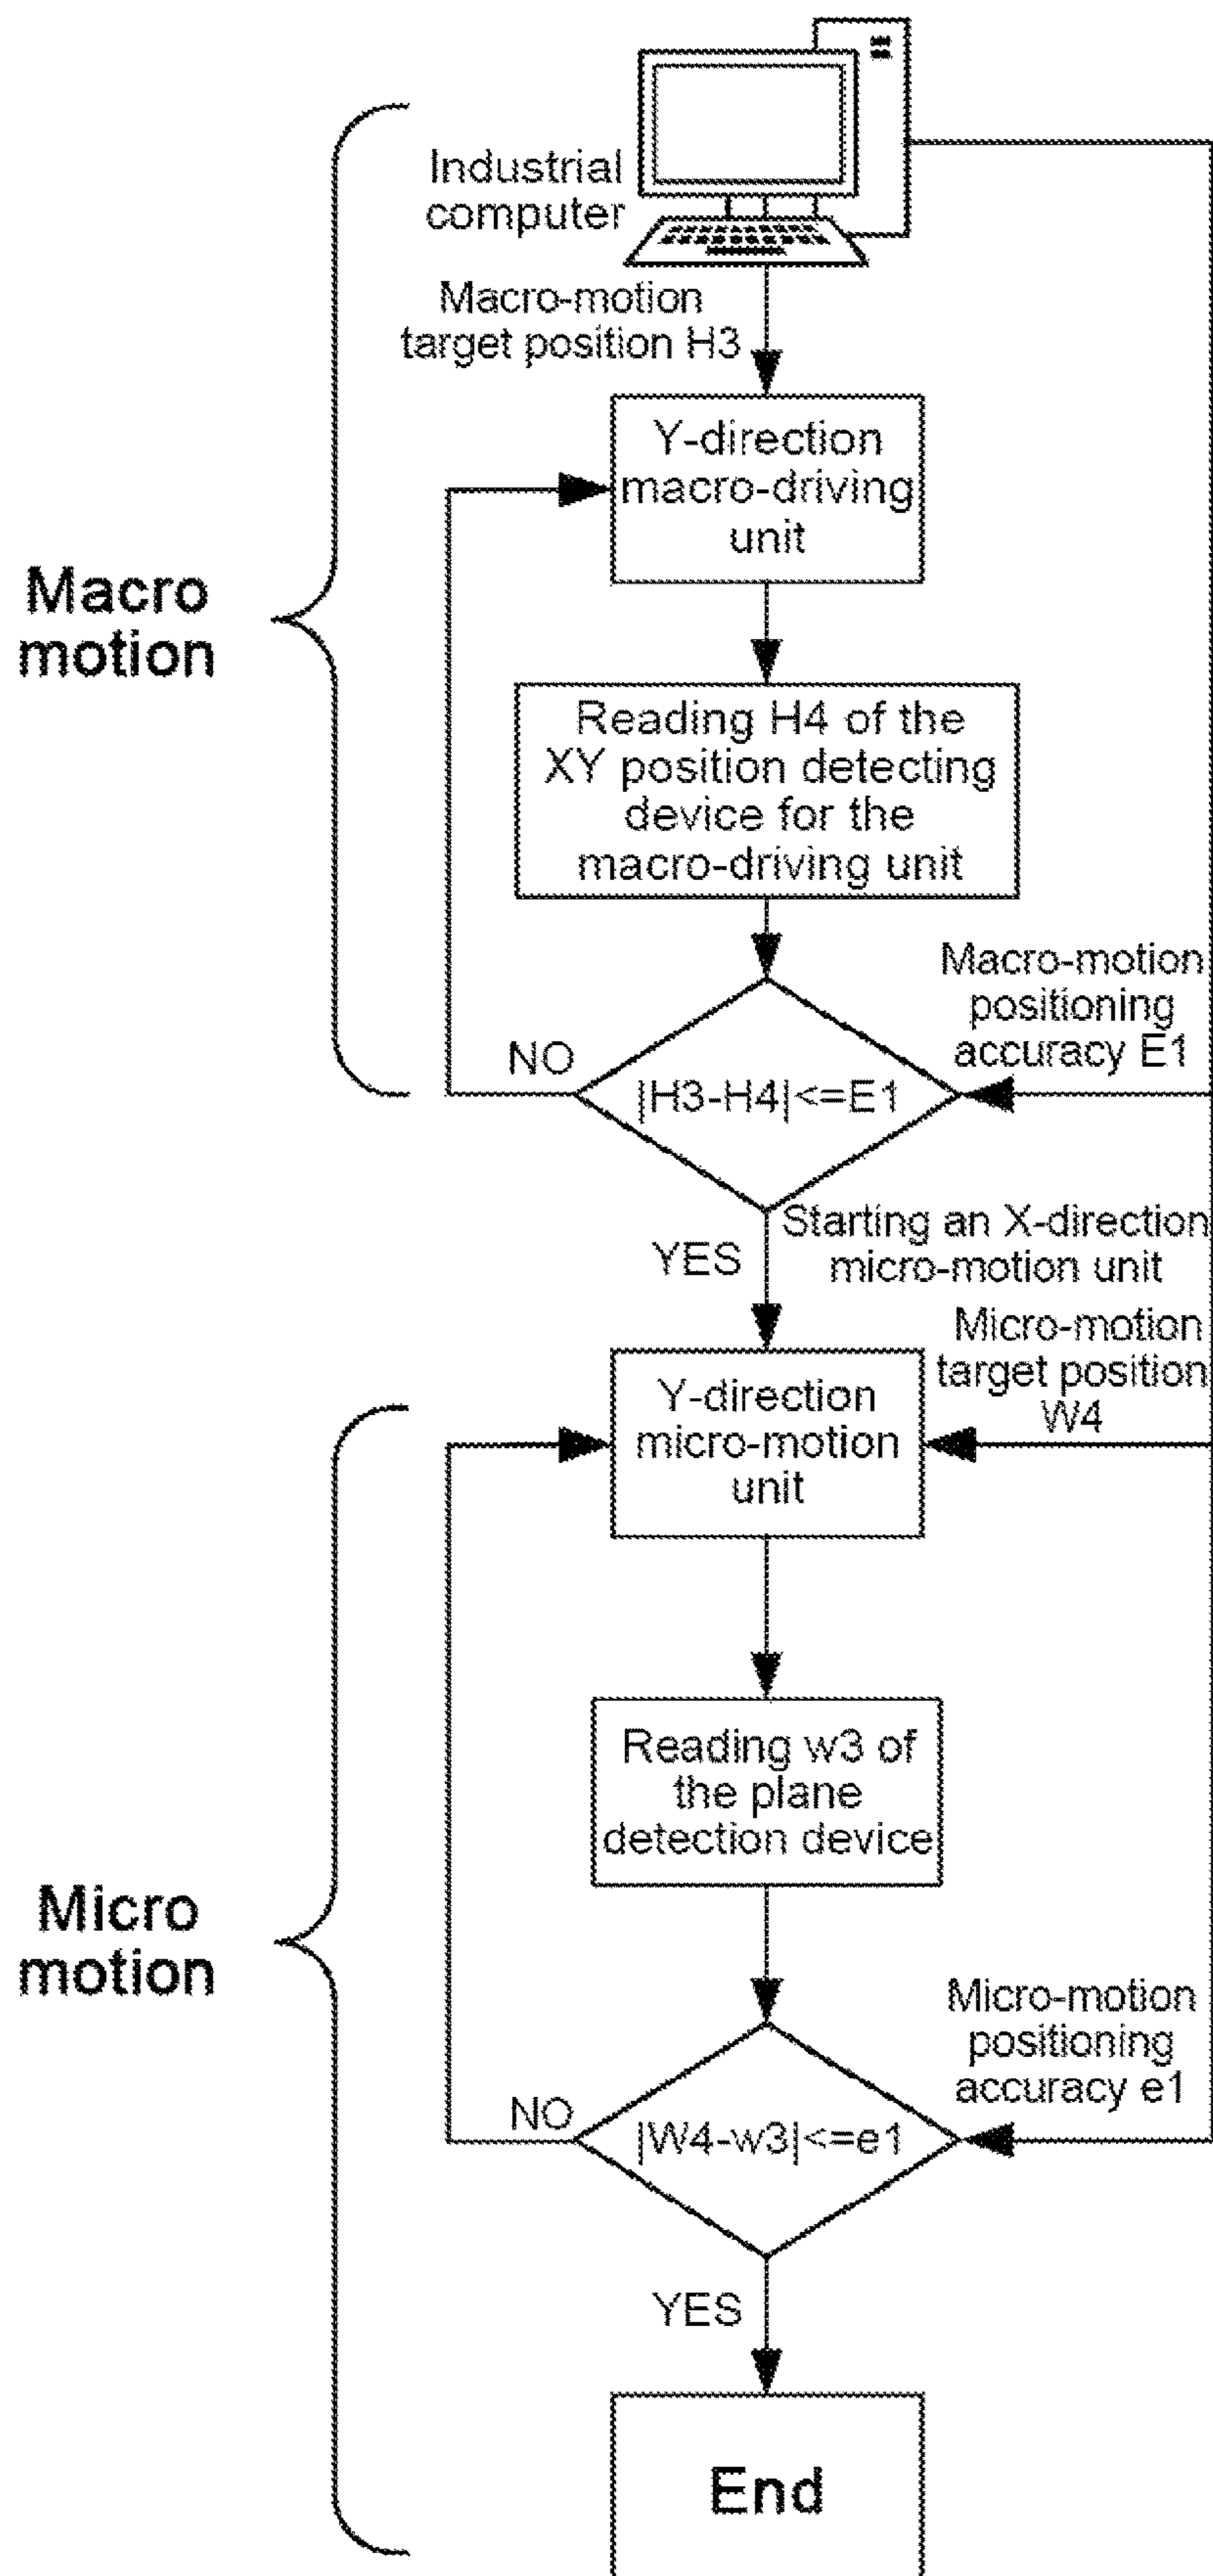 Industrial
computer
Macro-motion
target position H3
Y-direction
macro-driving
unit
Macro
motion
Reading H4 of the
XY position detecting
device for the
macro-driving unit
Macro-motion
positioning
accuracy E1
NO
|H3-H4|<=E1
YES
Starting an X-direction
micro-motion unit
Micro-motion
target position
W4
Y-direction
micro-motion
unit
Reading w3 of
the plane
detection device
Micro
motion
Micro-motion
positioning
accuracy e1
NO
|W4-w3|<=e1
YES
End